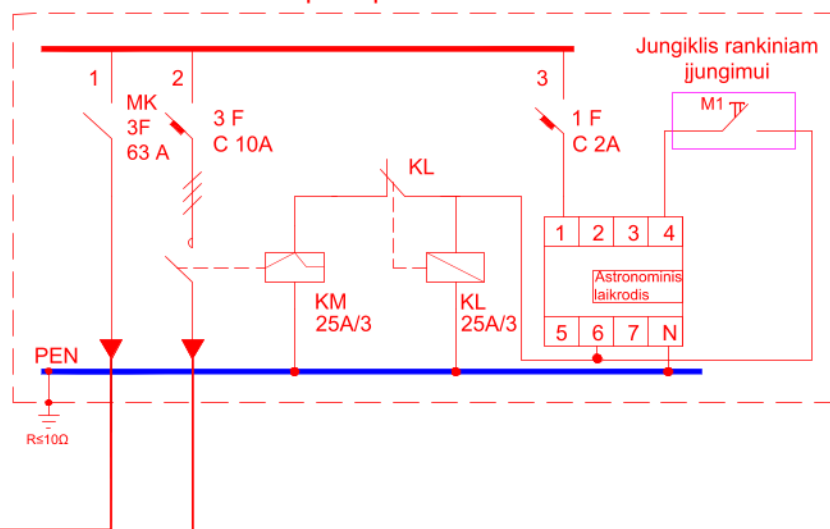 1
MK
3F
63 A
2
3 F
C 10A
KL
KM
25A/3
KL
25A/3
3
1 F
C 2A
Jungiklis rankiniam
įjungimui
M1
1 2 3 4
Astronominis
laikrodis
5 6 7 N
PEN
R≤10Ω